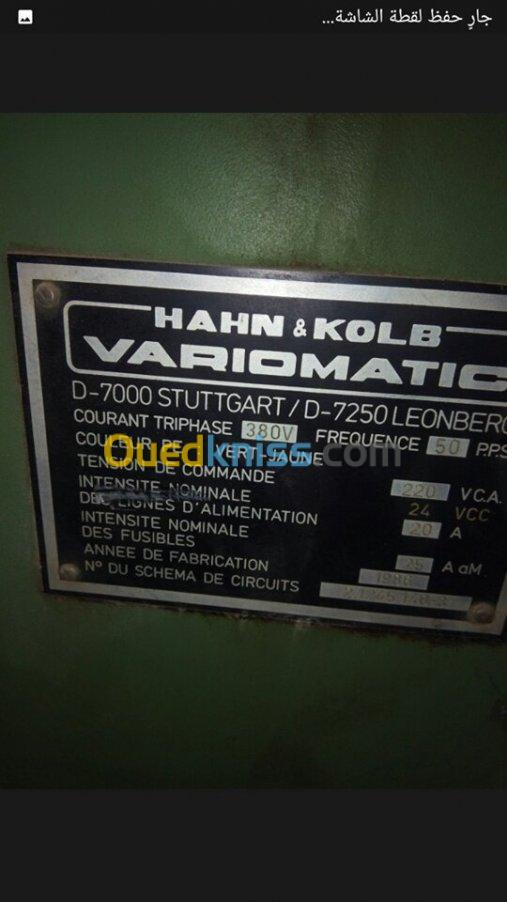 جارٍ حفظ لقطة الشاشة...
HAHN & KOLB
VARIOMATIC
D-7000 STUTTGART / D-7250 LEONBERG
COURANT TRIPHASE 380V FREQUENCE 50 P.P.S
COULEUR DE VERT-JAUNE
Ouedkniss.com
TENSION DE COMMANDE 220 V.C.A.
24 VCC
INTENSITE NOMINALE
LIGNES D'ALIMENTATION 20 A
INTENSITE NOMINALE
DES FUSIBLES 25 A aM
ANNEE DE FABRICATION 1986
N° DU SCHEMA DE CIRCUITS